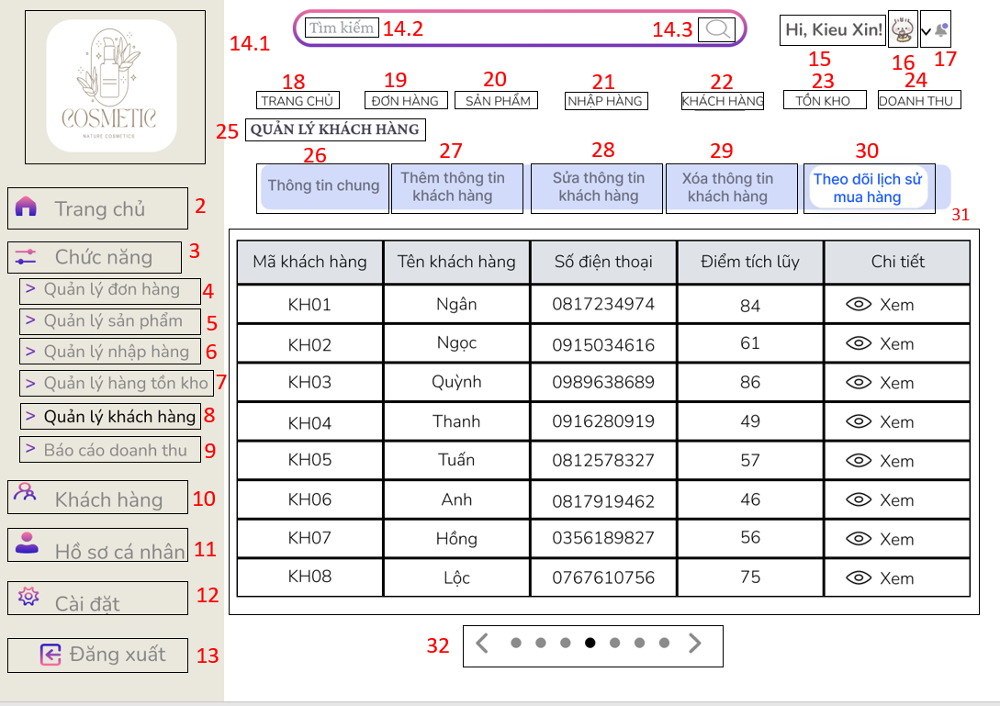 COSMETIC
NATURE COSMETICS
Trang chủ 2
Chức năng 3
> Quản lý đơn hàng 4
> Quản lý sản phẩm 5
> Quản lý nhập hàng 6
> Quản lý hàng tồn kho 7
> Quản lý khách hàng 8
> Báo cáo doanh thu 9
Khách hàng 10
Hồ sơ cá nhân 11
Cài đặt 12
Đăng xuất 13
14.1 Tìm kiếm 14.2 14.3
Hi, Kieu Xin!
15 16 17
18 19 20 21 22 23 24
TRANG CHỦ ĐƠN HÀNG SẢN PHẨM NHẬP HÀNG KHÁCH HÀNG TỒN KHO DOANH THU
25 QUẢN LÝ KHÁCH HÀNG
26 27 28 29 30
Thông tin chung
Thêm thông tin
khách hàng
Sửa thông tin
khách hàng
Xóa thông tin
khách hàng
Theo dõi lịch sử
mua hàng
31
Mã khách hàng Tên khách hàng Số điện thoại Điểm tích lũy Chi tiết
KH01 Ngân 0817234974 84 Xem
KH02 Ngọc 0915034616 61 Xem
KH03 Quỳnh 0989638689 86 Xem
KH04 Thanh 0916280919 49 Xem
KH05 Tuấn 0812578327 57 Xem
KH06 Anh 0817919462 46 Xem
KH07 Hồng 0356189827 56 Xem
KH08 Lộc 0767610756 75 Xem
32